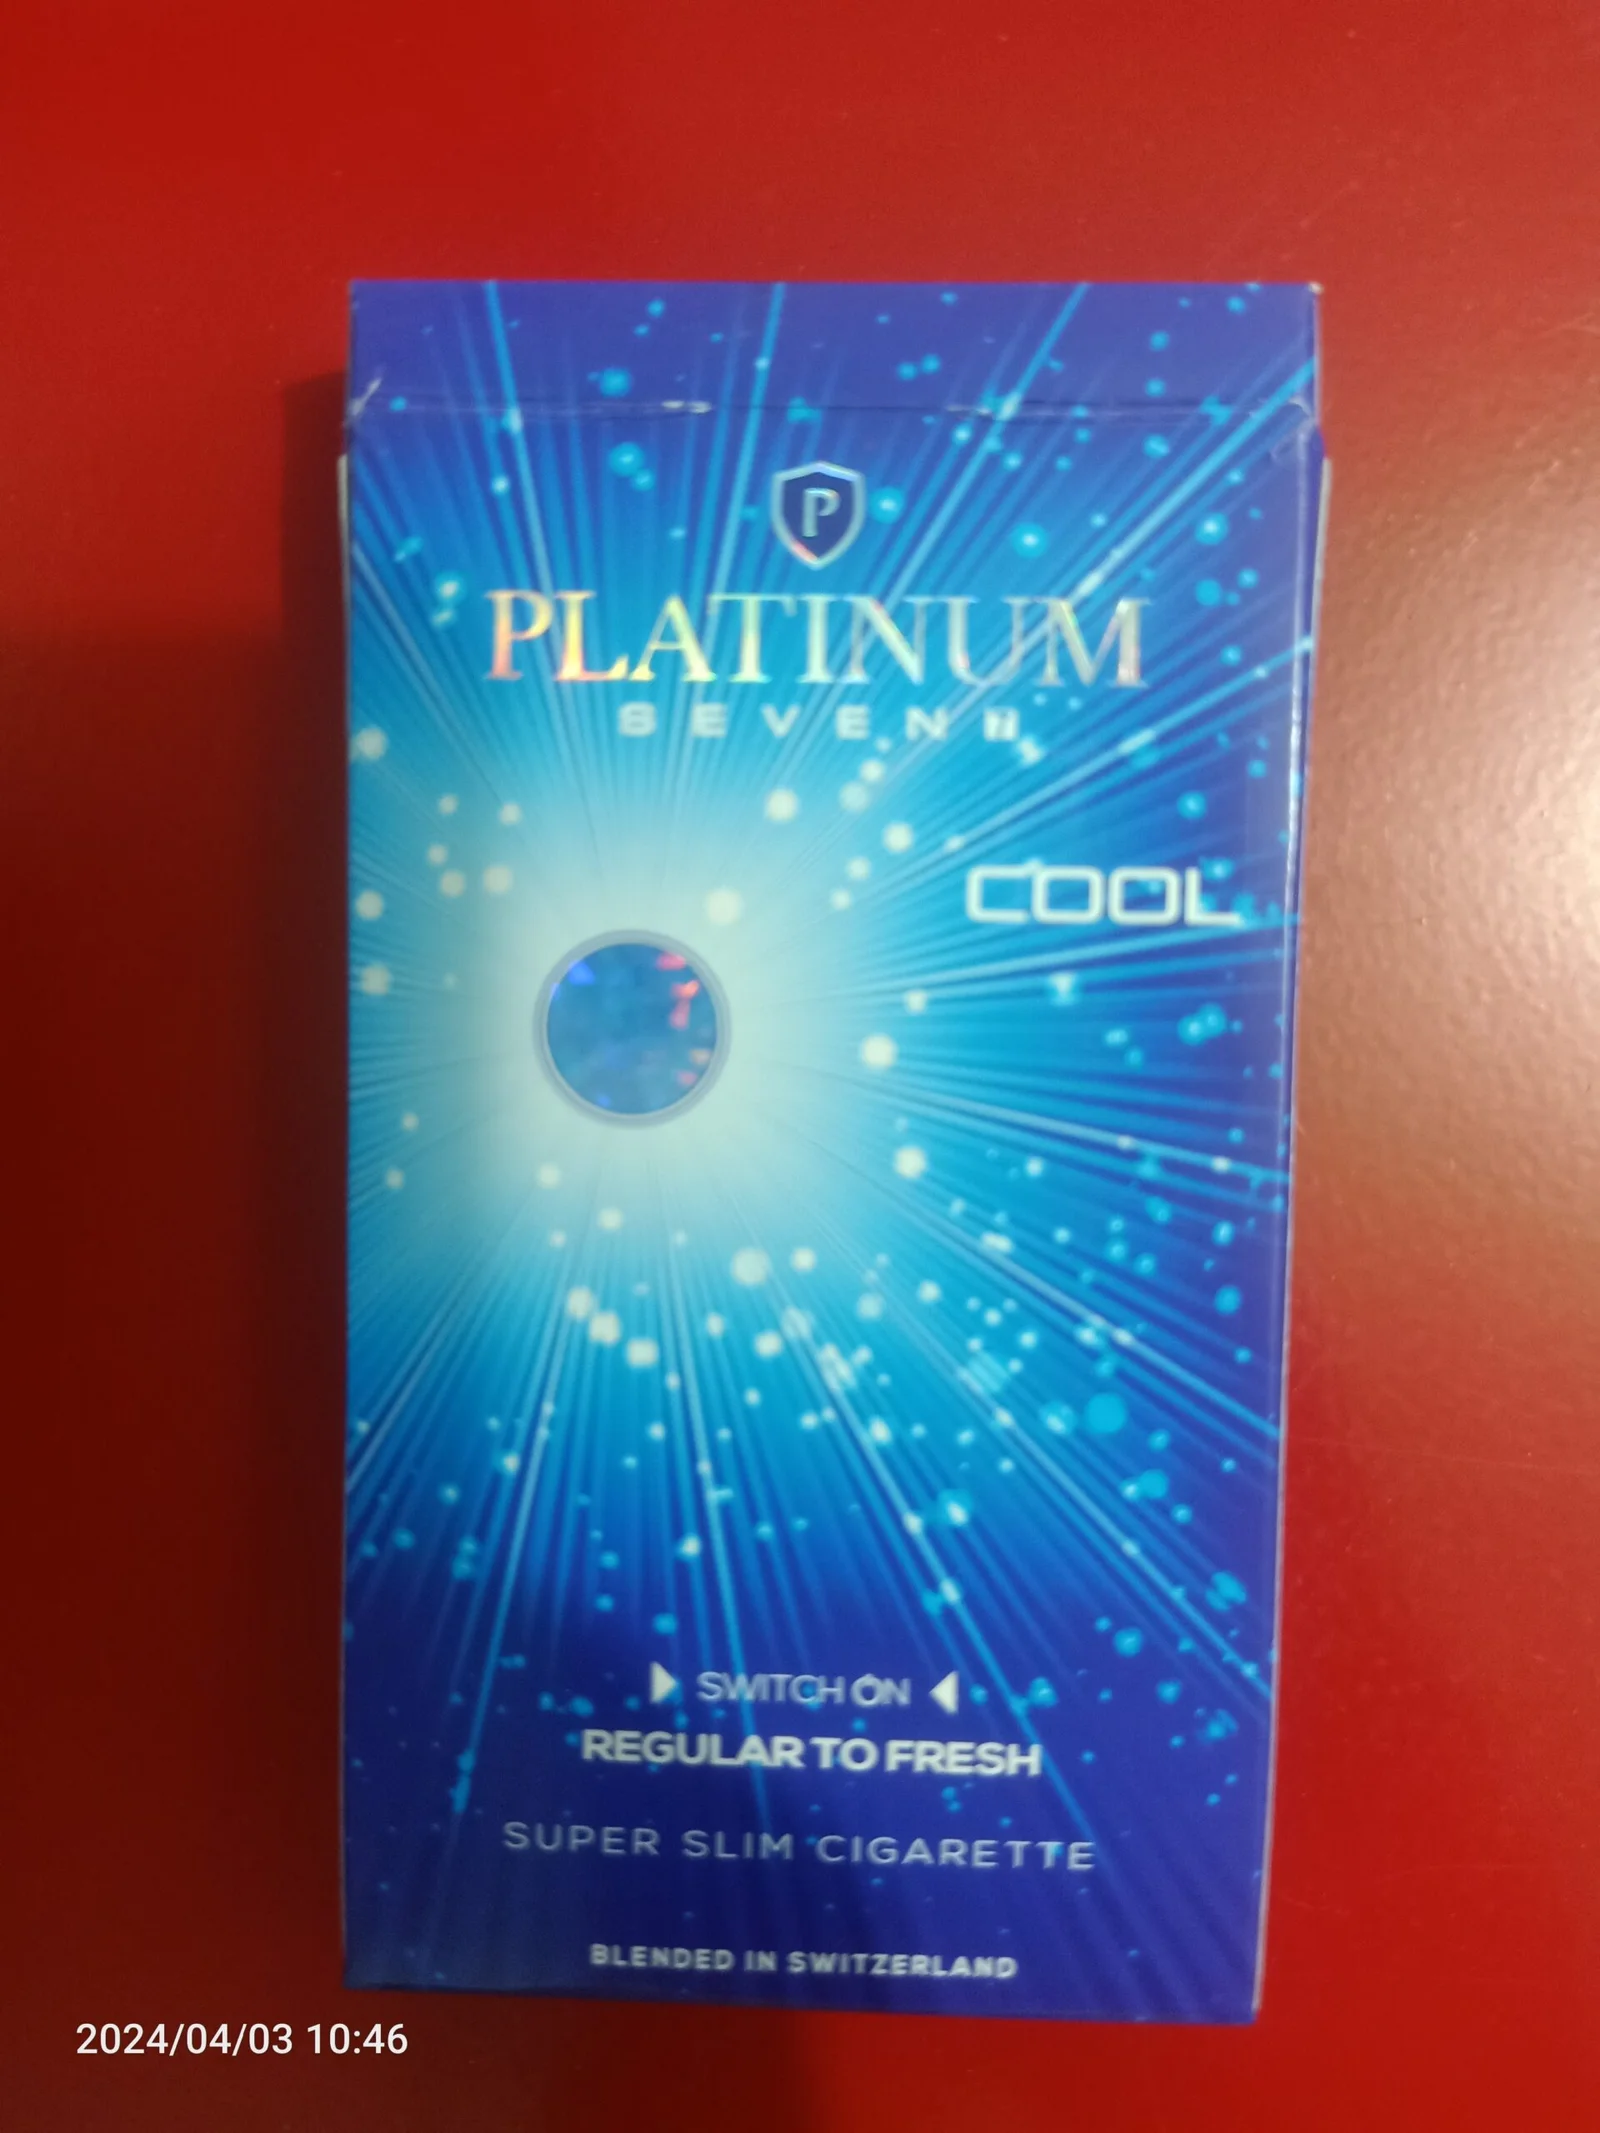 P
PLATINUM
SEVEN 7
COOL
SWITCH ON
REGULAR TO FRESH
SUPER SLIM CIGARETTE
BLENDED IN SWITZERLAND
2024/04/03 10:46